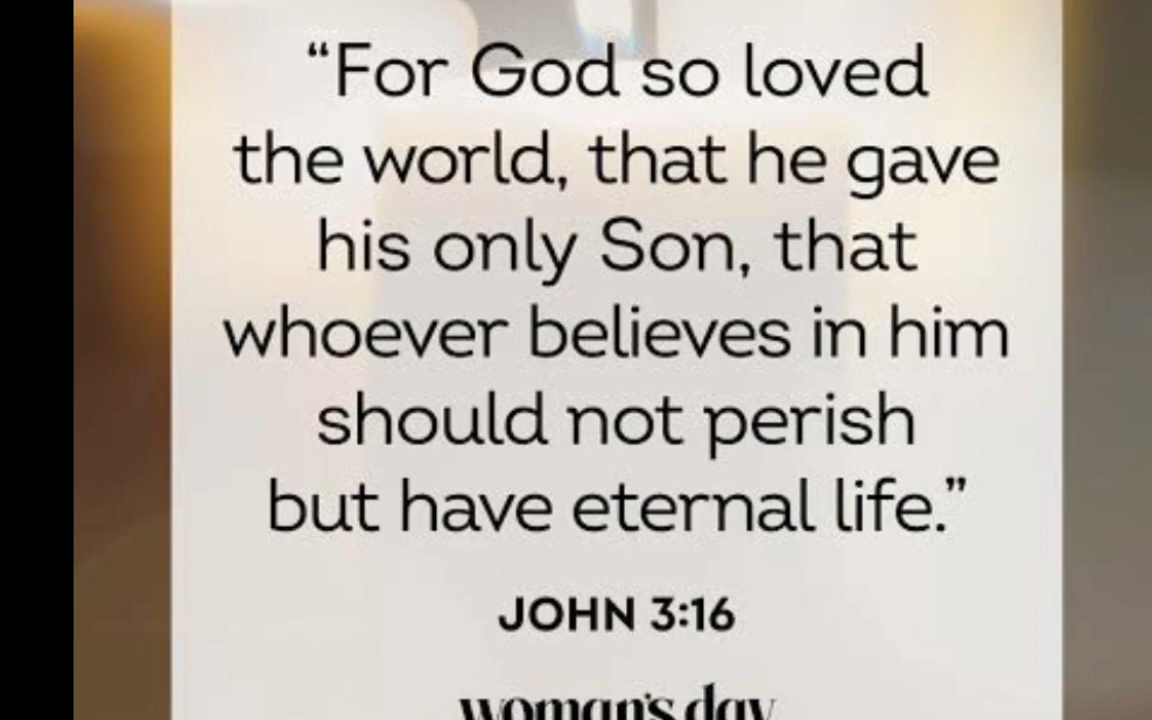 “For God so loved
the world, that he gave
his only Son, that
whoever believes in him
should not perish
but have eternal life.”
JOHN 3:16
woman's day